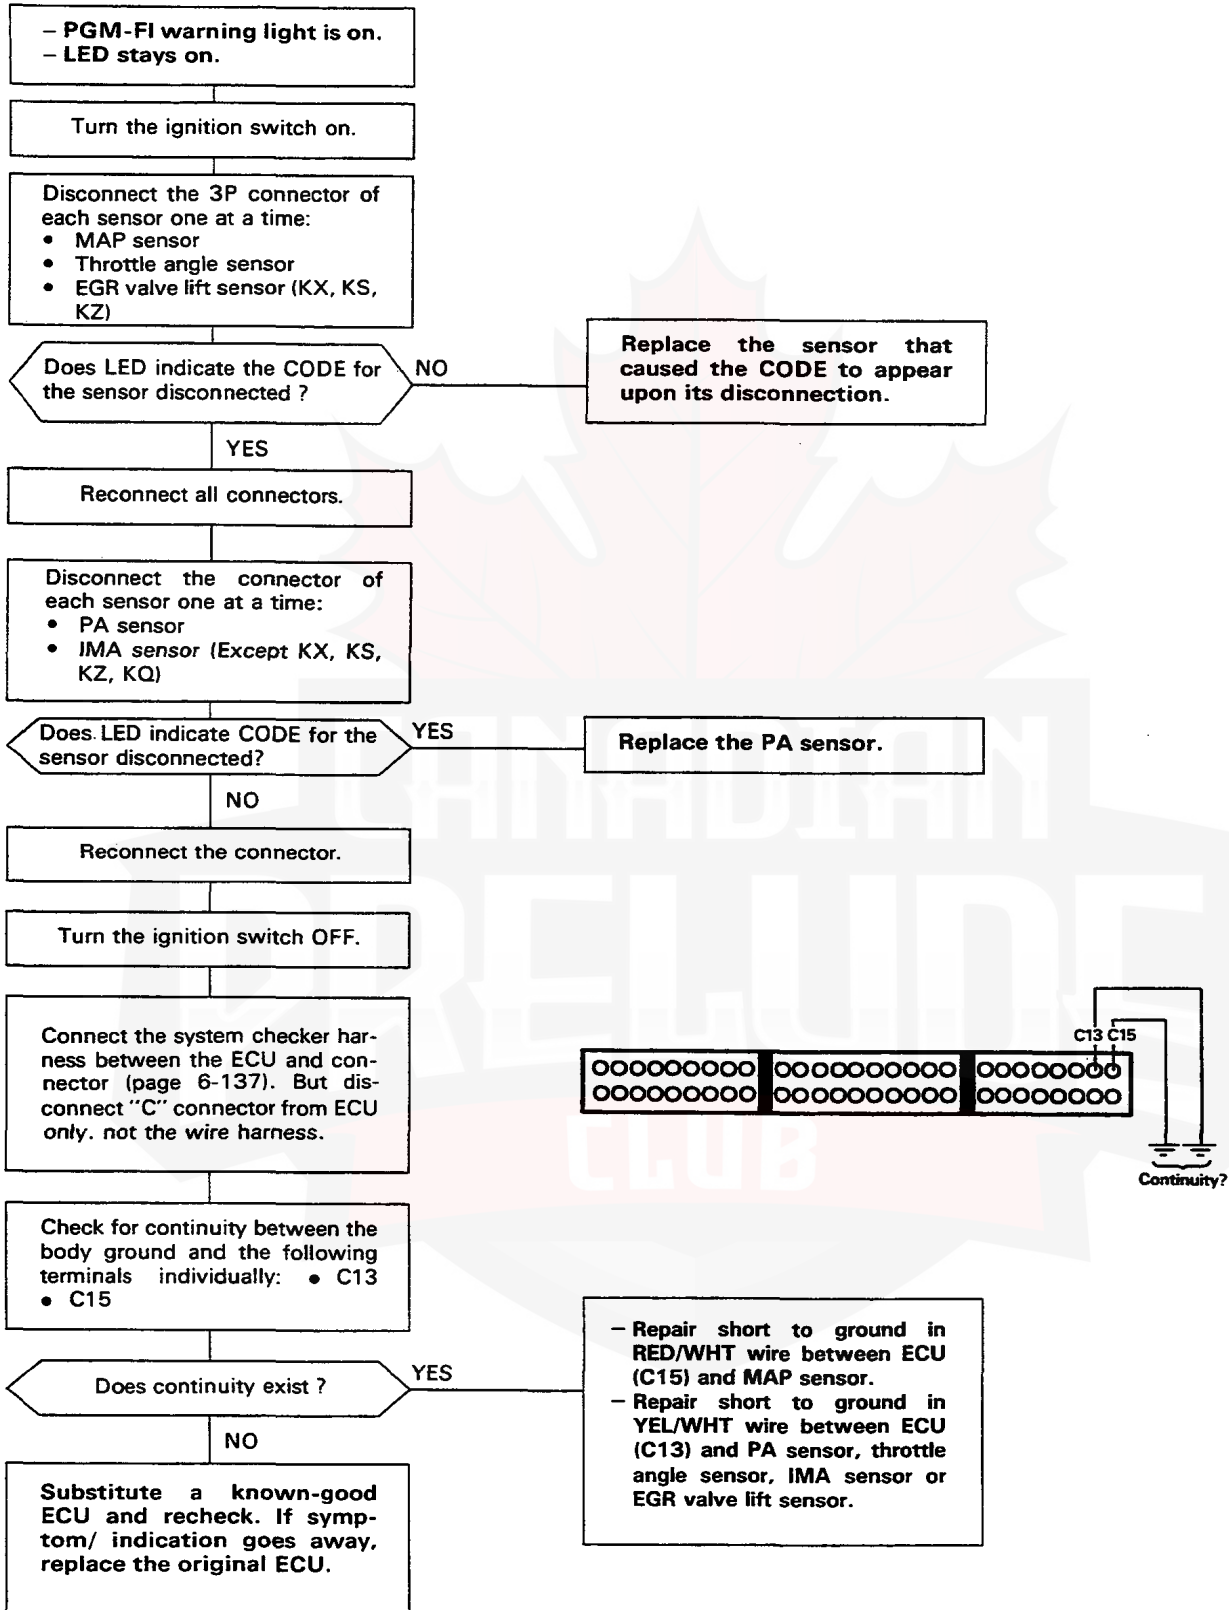 – PGM-FI warning light is on.
– LED stays on.
Turn the ignition switch on.
Disconnect the 3P connector of
each sensor one at a time:
• MAP sensor
• Throttle angle sensor
• EGR valve lift sensor (KX, KS,
KZ)
Does LED indicate the CODE for
the sensor disconnected ?
NO
Replace the sensor that
caused the CODE to appear
upon its disconnection.
YES
Reconnect all connectors.
Disconnect the connector of
each sensor one at a time:
• PA sensor
• IMA sensor (Except KX, KS,
KZ, KQ)
Does LED indicate CODE for the
sensor disconnected?
YES
Replace the PA sensor.
NO
Reconnect the connector.
Turn the ignition switch OFF.
Connect the system checker har-
ness between the ECU and con-
nector (page 6-137). But dis-
connect "C" connector from ECU
only. not the wire harness.
C13 C15
Continuity?
Check for continuity between the
body ground and the following
terminals individually: • C13
• C15
Does continuity exist ?
YES
– Repair short to ground in
RED/WHT wire between ECU
(C15) and MAP sensor.
– Repair short to ground in
YEL/WHT wire between ECU
(C13) and PA sensor, throttle
angle sensor, IMA sensor or
EGR valve lift sensor.
NO
Substitute a known-good
ECU and recheck. If symp-
tom/ indication goes away,
replace the original ECU.
CANADIAN
PRELUDE
CLUB